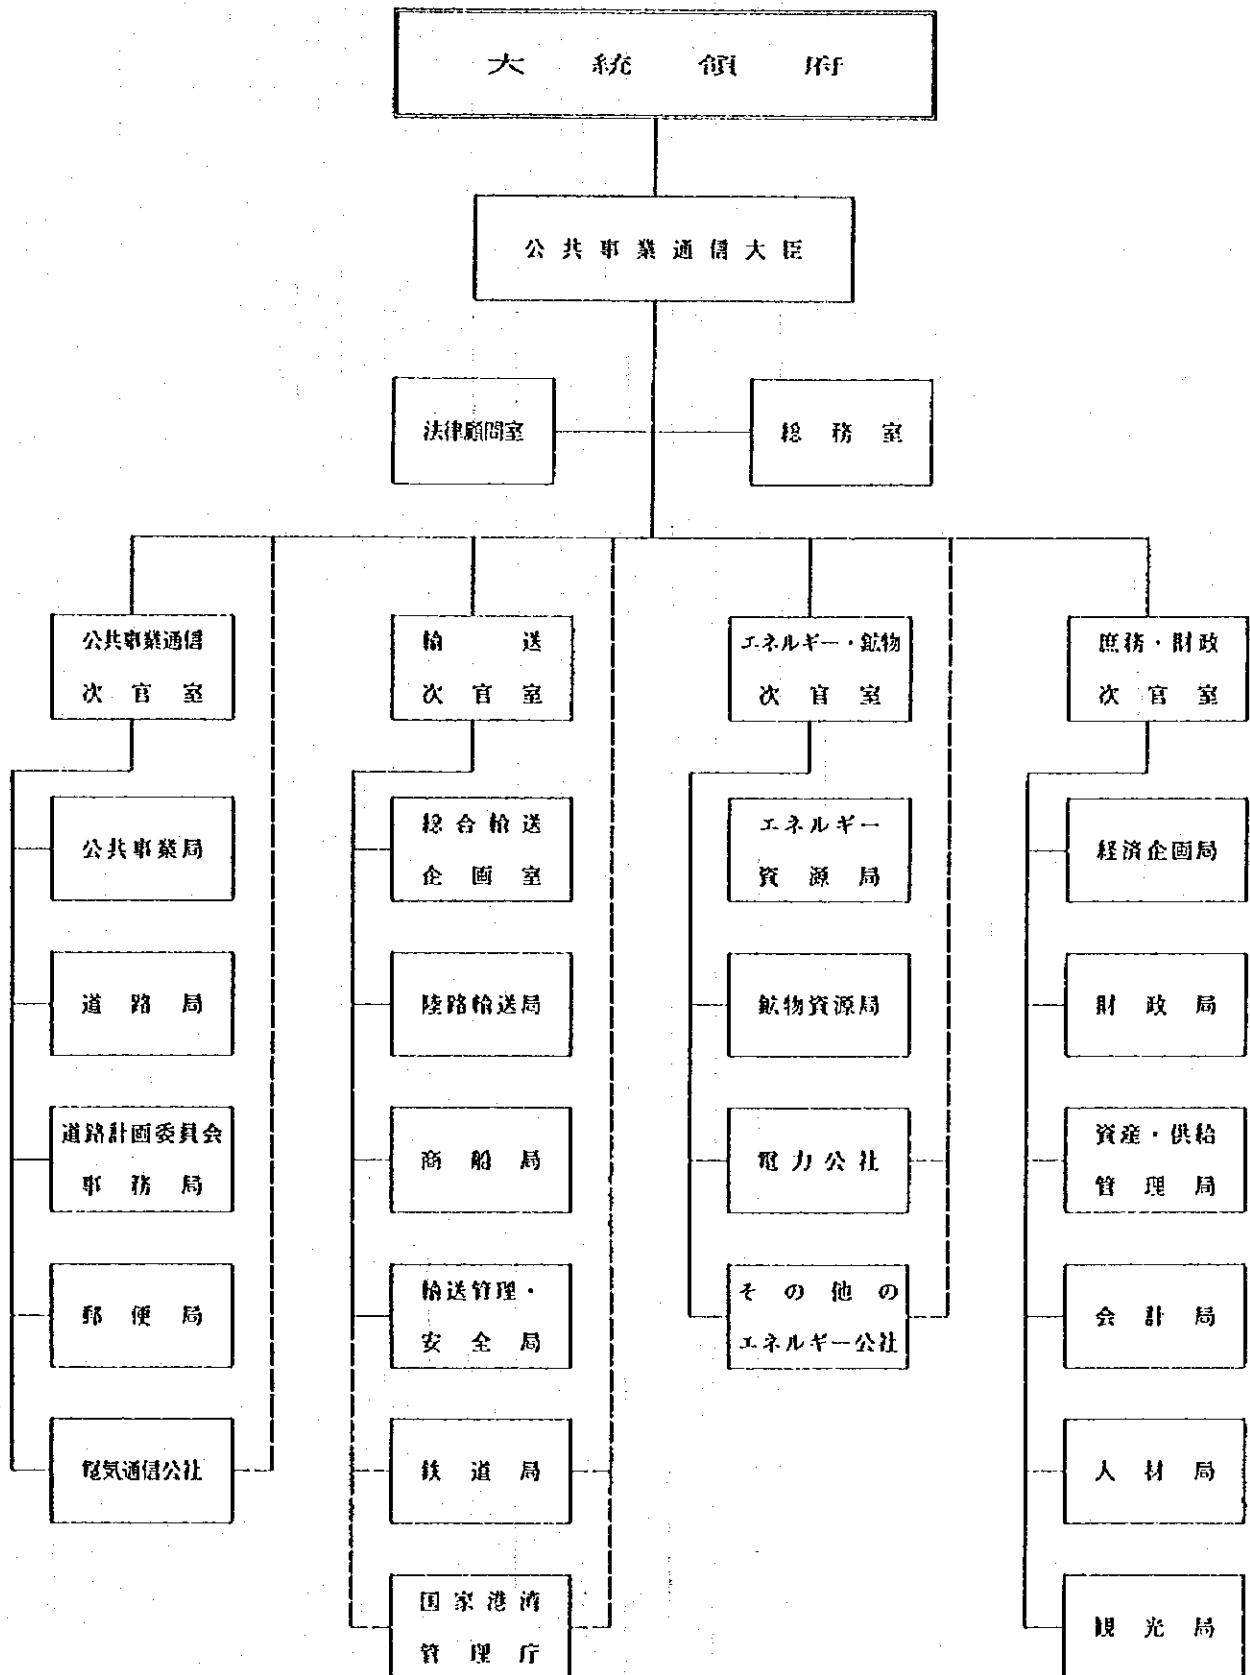 大統領府
公共事業通信大臣
法律顧問室
総務室
公共事業通信
次官室
輸送
次官室
エネルギー・鉱物
次官室
庶務・財政
次官室
公共事業局
道路局
道路計画委員会
事務局
郵便局
電気通信公社
総合輸送
企画室
陸路輸送局
商船局
輸送管理・
安全局
鉄道局
国家港湾
管理庁
エネルギー
資源局
鉱物資源局
電力公社
その他の
エネルギー公社
経済企画局
財政局
資産・供給
管理局
会計局
人材局
観光局